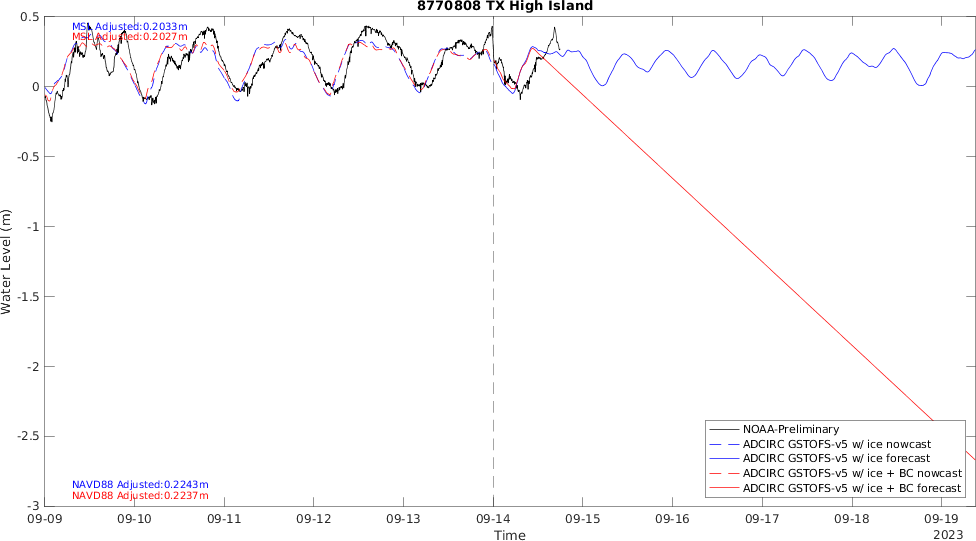 8770808 TX High Island
MSL Adjusted:0.2033m
MSL Adjusted:0.2027m
0.5
0
-0.5
-1
-1.5
-2
-2.5
-3
Water Level (m)
NOAA-Preliminary
ADCIRC GSTOFS-v5 w/ ice nowcast
ADCIRC GSTOFS-v5 w/ ice forecast
ADCIRC GSTOFS-v5 w/ ice + BC nowcast
ADCIRC GSTOFS-v5 w/ ice + BC forecast
NAVD88 Adjusted:0.2243m
NAVD88 Adjusted:0.2237m
09-09 09-10 09-11 09-12 09-13 09-14 09-15 09-16 09-17 09-18 09-19
Time
2023